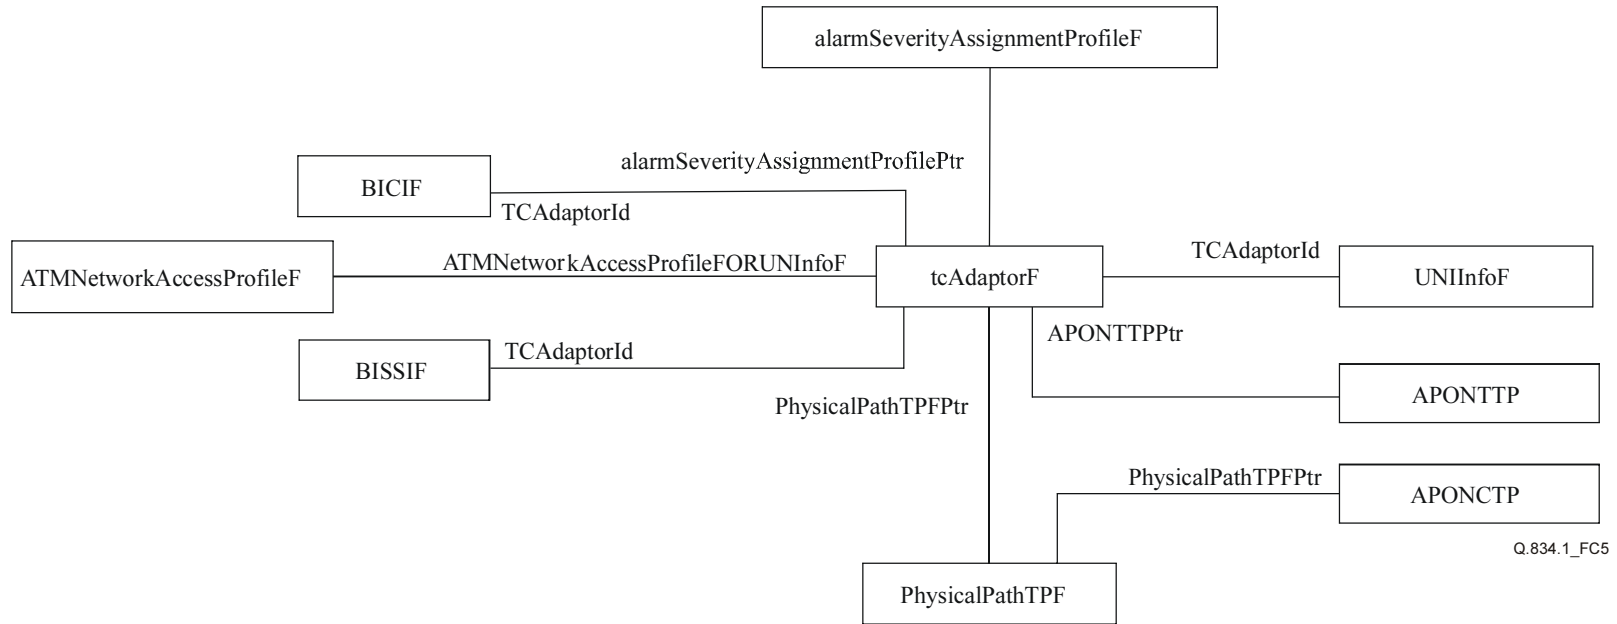 alarmSeverityAssignmentProfileF
alarmSeverityAssignmentProfilePtr
BICIF
TCAdaptorId
TCAdaptorId
ATMNetworkAccessProfileFORUNInfoF
ATMNetworkAccessProfileF
tcAdaptorF
UNIInfoF
APONTTPPtr
TCAdaptorId
BISSIF
APONTTP
PhysicalPathTPFPtr
PhysicalPathTPFPtr
APONCTP
Q.834.1_FC5
PhysicalPathTPF